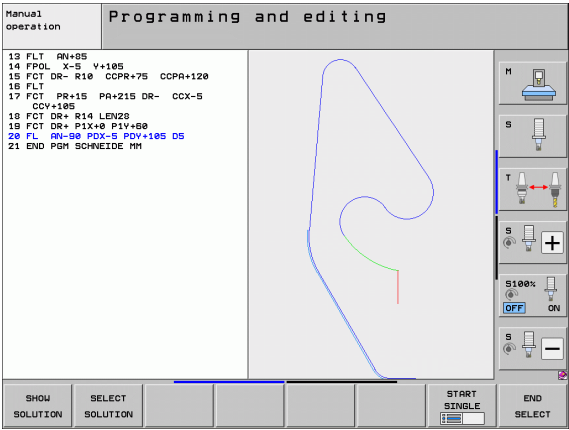 Manual
operation
Programming and editing
13 FLT AN+85
14 FPOL X-5 Y+105
15 FCT DR- R10 CCPR+75 CCPA+120
16 FLT
17 FCT PR+15 PA+215 DR- CCX-5
CCY+105
18 FCT DR+ R14 LEN28
19 FCT DR+ P1X+0 P1Y+60
20 FL AN-90 PDX-5 PDY+105 D5
21 END PGM SCHNEIDE MM
M
S
T
S
+
S100%
OFF ON
S
-
SHOW
SOLUTION
SELECT
SOLUTION
START
SINGLE
END
SELECT